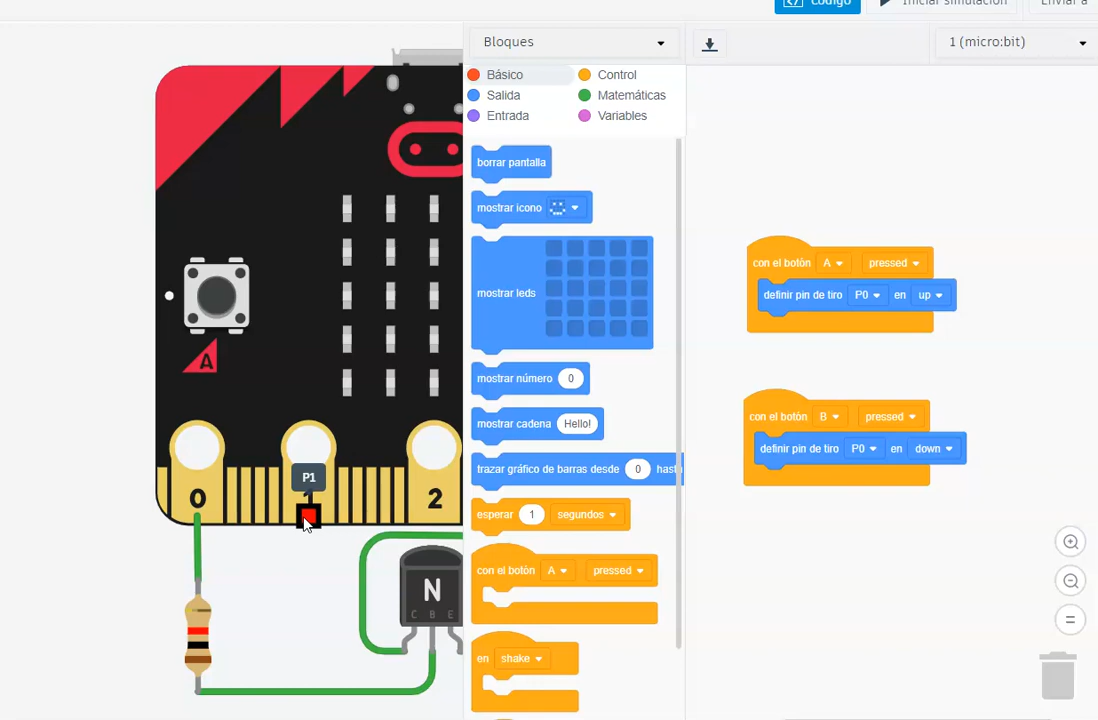 Código
Iniciar simulación
Enviar a
Bloques
1 (micro:bit)
Básico
Control
Salida
Matemáticas
Entrada
Variables
borrar pantalla
mostrar icono
mostrar leds
mostrar número 0
mostrar cadena Hello!
trazar gráfico de barras desde 0 hasta
esperar 1 segundos
con el botón A pressed
en shake
con el botón A pressed
definir pin de tiro P0 en up
con el botón B pressed
definir pin de tiro P0 en down
A
P1
0
2
N
C B E